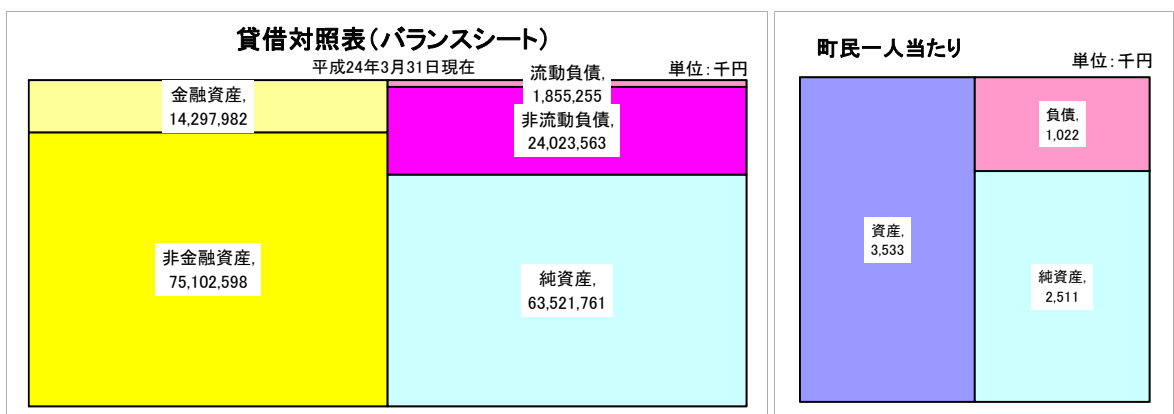 貸借対照表(バランスシート)
平成24年3月31日現在
単位:千円
金融資産,
14,297,982
流動負債,
1,855,255
非流動負債,
24,023,563
非金融資産,
75,102,598
純資産,
63,521,761
町民一人当たり
単位:千円
資産,
3,533
負債,
1,022
純資産,
2,511